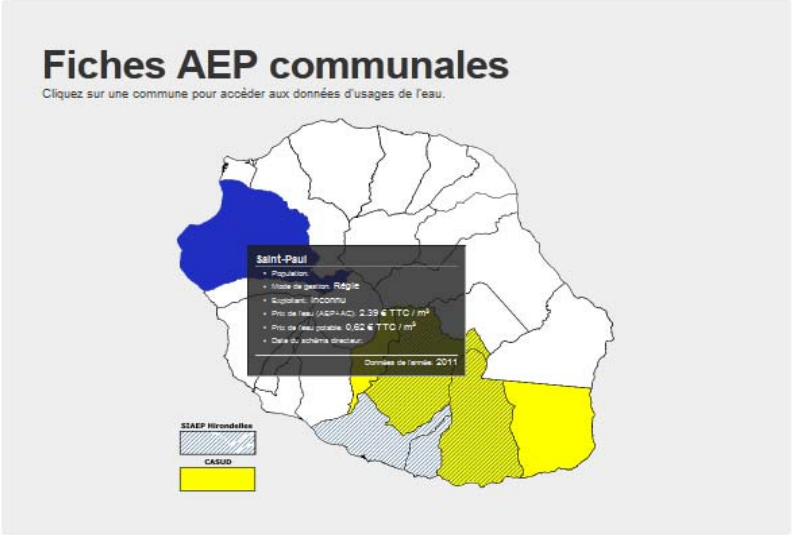 Fiches AEP communales
Cliquez sur une commune pour accéder aux données d'usages de l'eau.
Saint-Paul
• Population:
• Mode de gestion: Régie
• Exploitant: Inconnu
• Prix de l'eau (AEP+AC): 2.39 € TTC / m³
• Prix de l'eau potable: 0,62 € TTC / m³
• Date du schéma directeur:
Données de l'année: 2011
SIAEP Hirondelles
CASUD